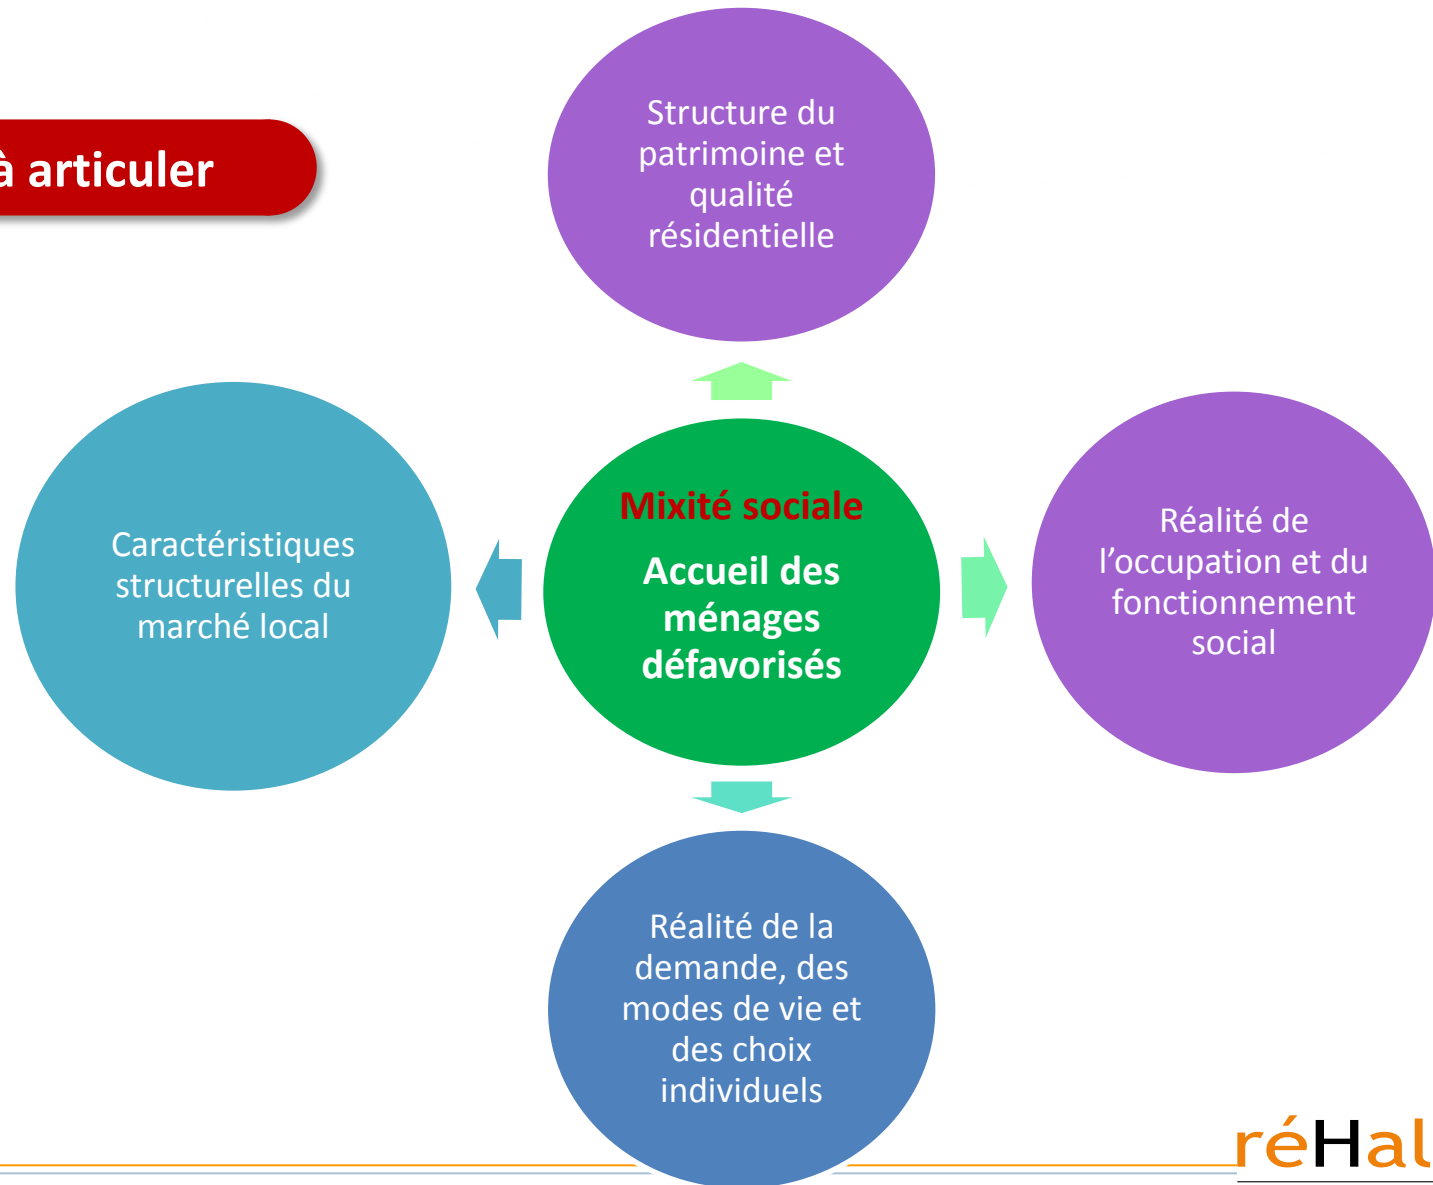 à articuler
Structure du
patrimoine et
qualité
résidentielle
Caractéristiques
structurelles du
marché local
Mixité sociale
Accueil des
ménages
défavorisés
Réalité de
l’occupation et du
fonctionnement
social
Réalité de la
demande, des
modes de vie et
des choix
individuels
réHal